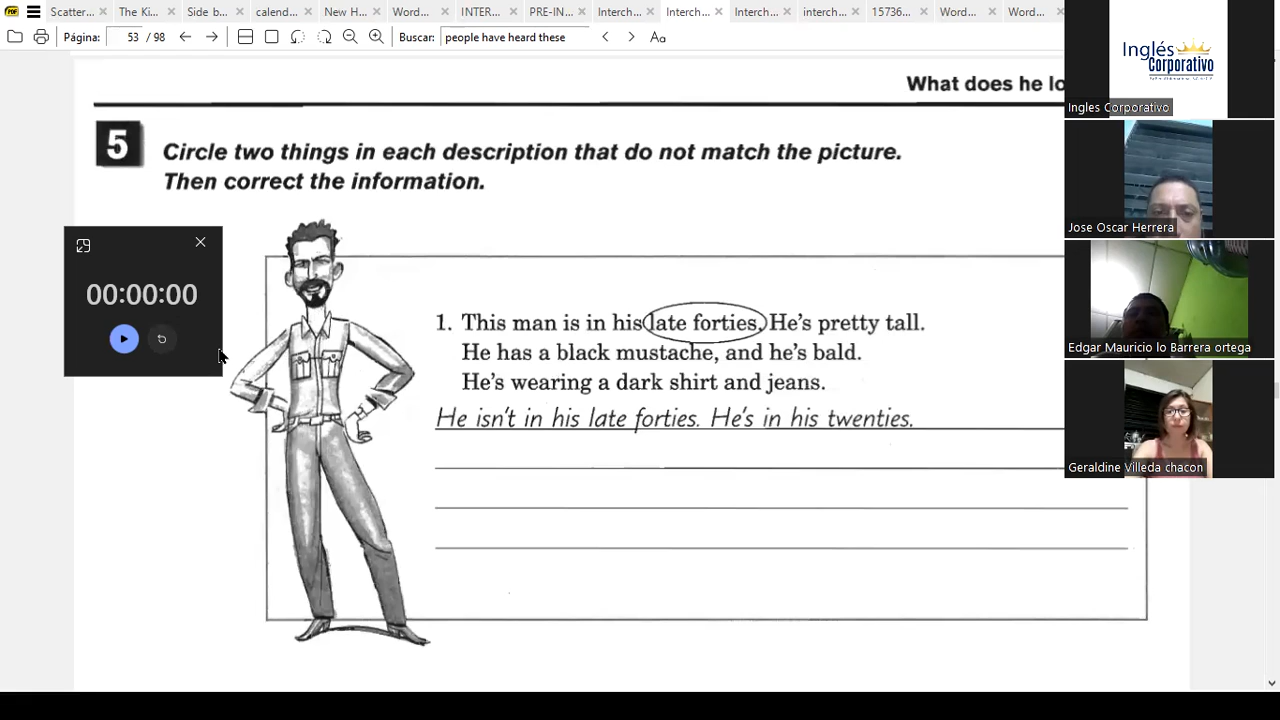 Scatter... The Ki... Side b... calend... New H... Word... INTER... PRE-IN... Interch... Interch... Interch... interch... 15736... Word... Word...
Página: 53 / 98 Buscar: people have heard these Aa
What does he lo
5 Circle two things in each description that do not match the picture.
Then correct the information.
00:00:00
1. This man is in his late forties. He's pretty tall.
He has a black mustache, and he's bald.
He's wearing a dark shirt and jeans.
He isn't in his late forties. He's in his twenties.
Inglés
Corporativo
Ingles Corporativo
Jose Oscar Herrera
Edgar Mauricio lo Barrera ortega
Geraldine Villeda chacon